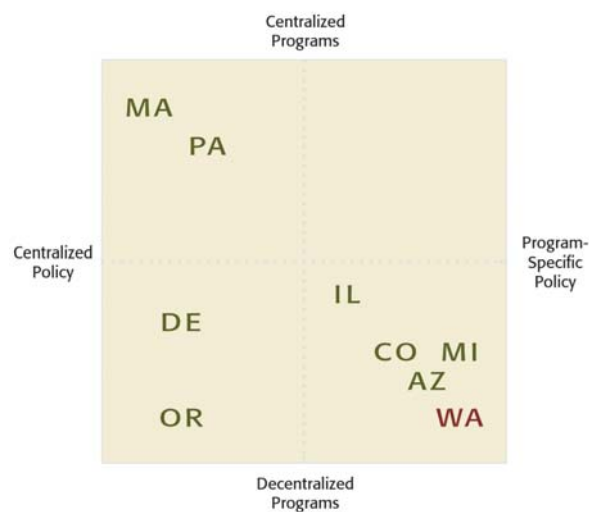 Centralized
Programs
MA
PA
Centralized
Policy
Program-
Specific
Policy
IL
DE
CO MI
AZ
OR
WA
Decentralized
Programs